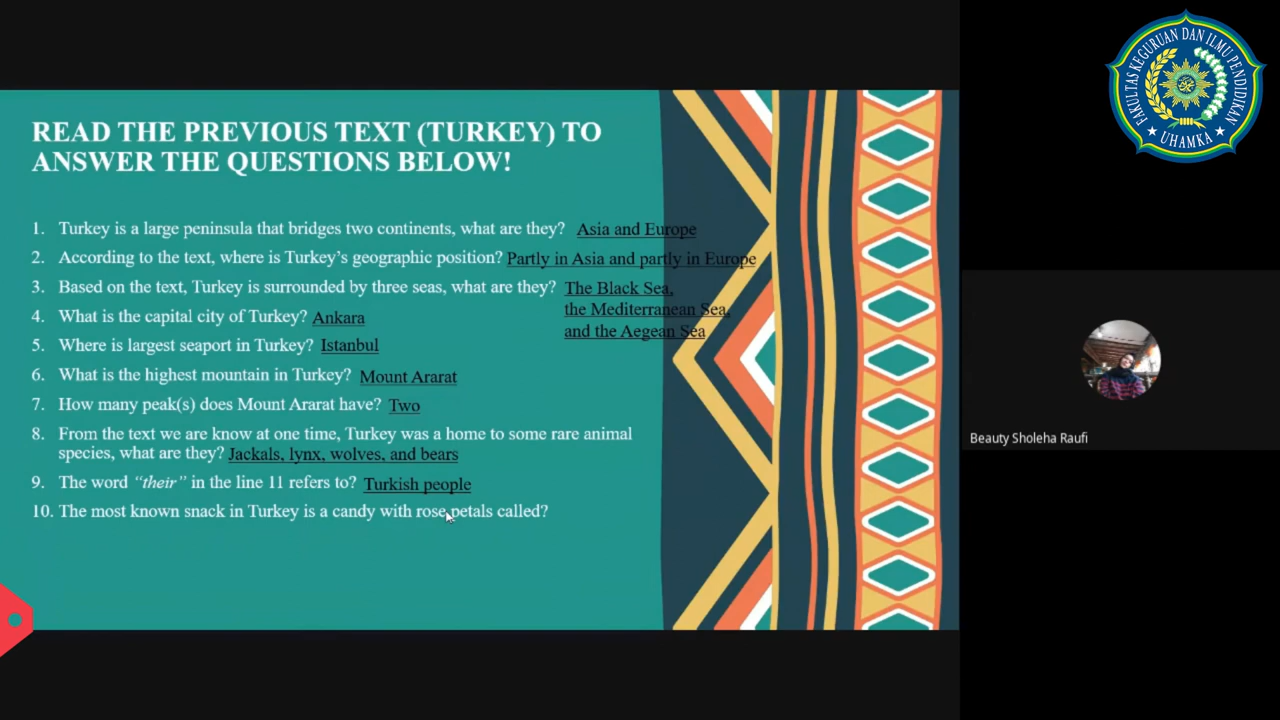 READ THE PREVIOUS TEXT (TURKEY) TO
ANSWER THE QUESTIONS BELOW!
1. Turkey is a large peninsula that bridges two continents, what are they? Asia and Europe
2. According to the text, where is Turkey's geographic position? Partly in Asia and partly in Europe
3. Based on the text, Turkey is surrounded by three seas, what are they? The Black Sea,
the Mediterranean Sea,
and the Aegean Sea
4. What is the capital city of Turkey? Ankara
5. Where is largest seaport in Turkey? Istanbul
6. What is the highest mountain in Turkey? Mount Ararat
7. How many peak(s) does Mount Ararat have? Two
8. From the text we are know at one time, Turkey was a home to some rare animal
species, what are they? Jackals, lynx, wolves, and bears
9. The word “their” in the line 11 refers to? Turkish people
10. The most known snack in Turkey is a candy with rose petals called?
FAKULTAS KEGURUAN DAN ILMU PENDIDIKAN
UHAMKA
Beauty Sholeha Raufi